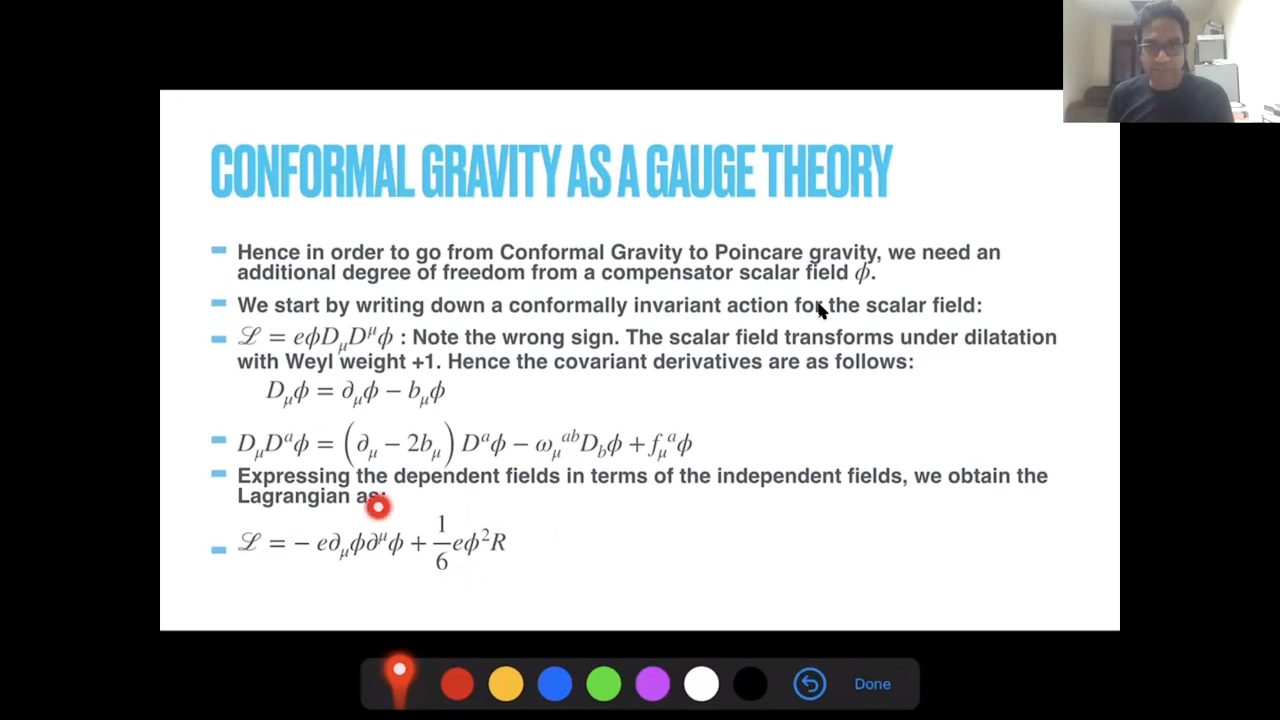 CONFORMAL GRAVITY AS A GAUGE THEORY
Hence in order to go from Conformal Gravity to Poincare gravity, we need an
additional degree of freedom from a compensator scalar field ϕ.
We start by writing down a conformally invariant action for the scalar field:
ℒ = eϕD_μD^μϕ : Note the wrong sign. The scalar field transforms under dilatation
with Weyl weight +1. Hence the covariant derivatives are as follows:
D_μϕ = ∂_μϕ − b_μϕ
D_μD^aϕ = (∂_μ − 2b_μ) D^aϕ − ω_μ^{ab}D_bϕ + f_μ^aϕ
Expressing the dependent fields in terms of the independent fields, we obtain the
Lagrangian as:
ℒ = − e∂_μϕ∂^μϕ + \frac{1}{6}eϕ^2R
Done